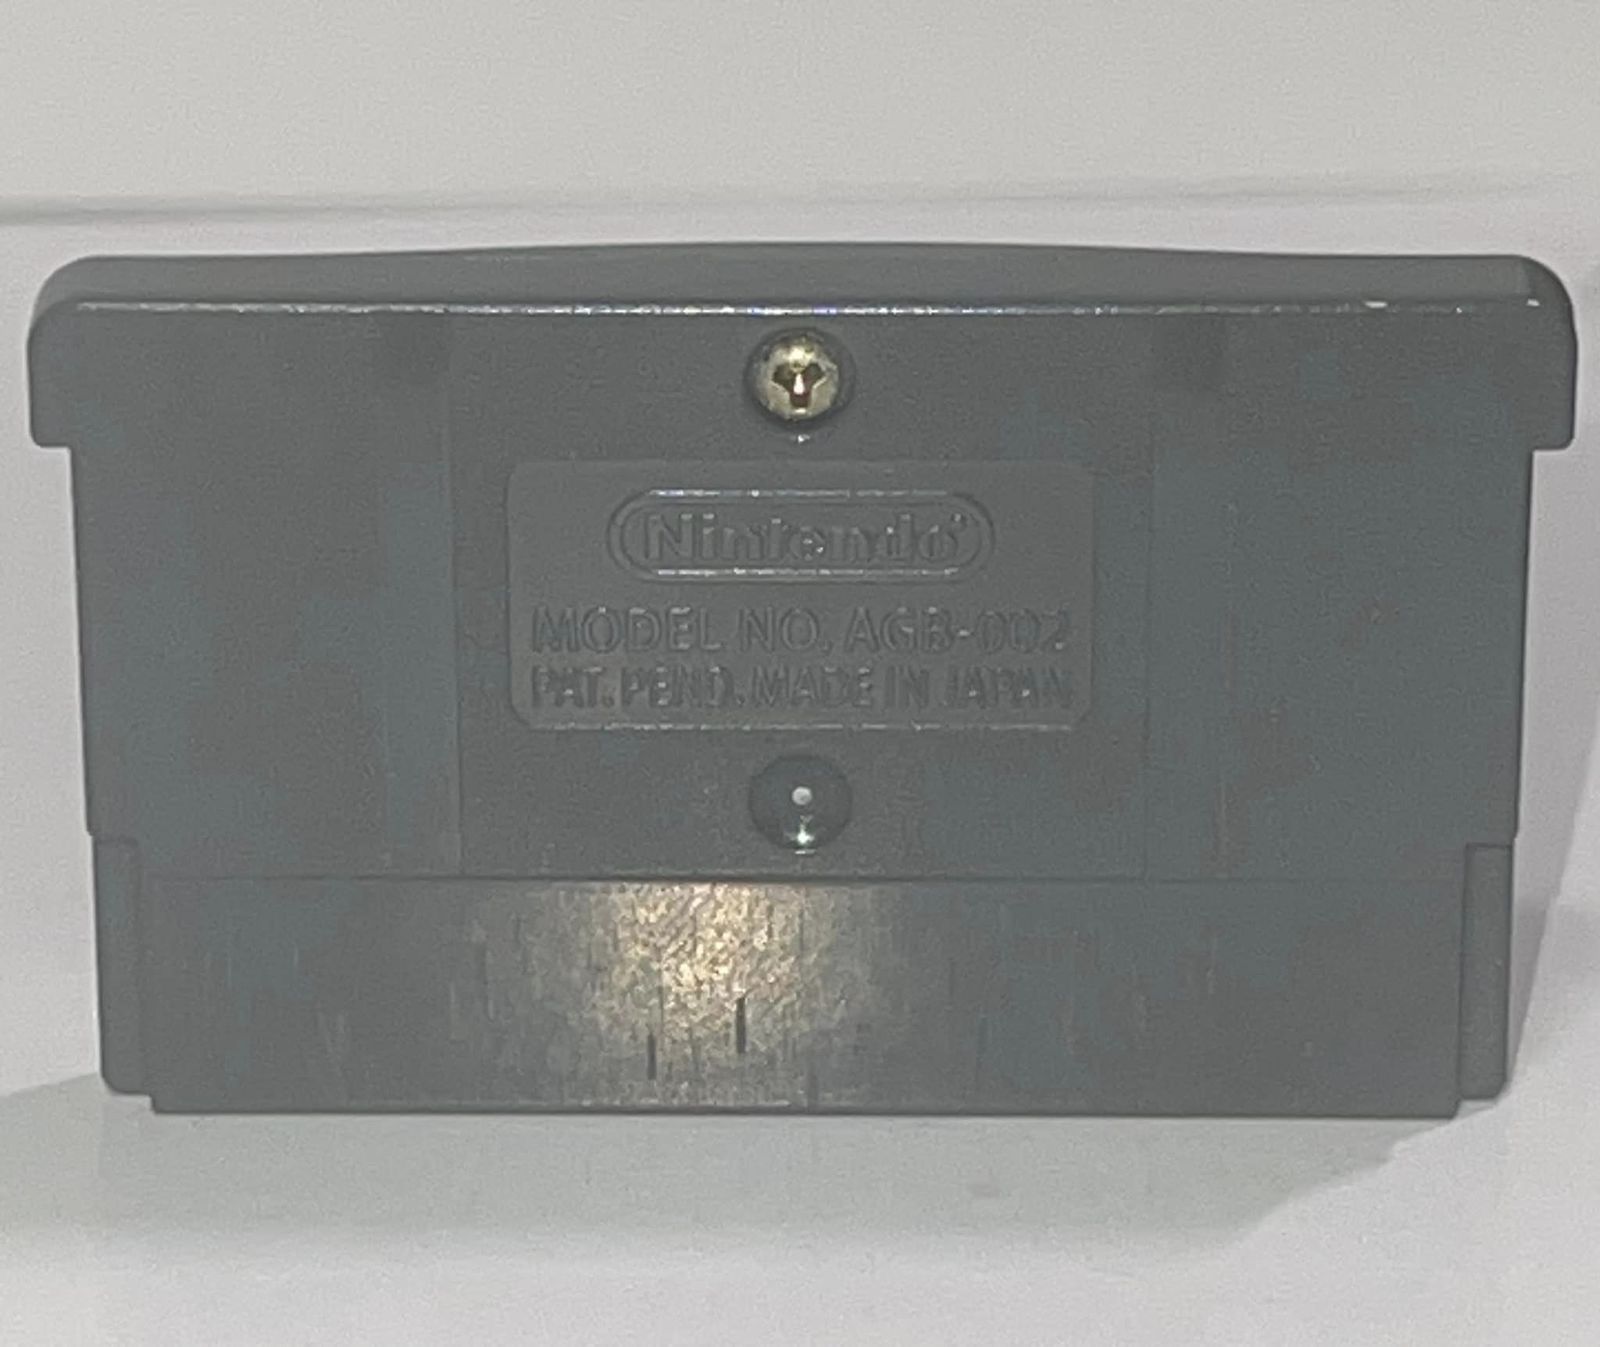 Nintendo®
MODEL NO. AGB-002
PAT. PEND. MADE IN JAPAN